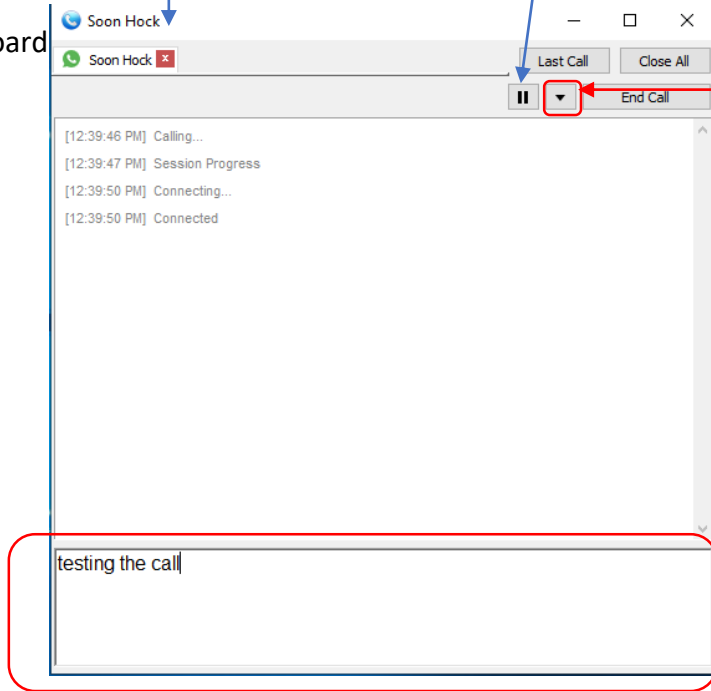 Soon Hock
oard
Soon Hock x
Last Call
Close All
End Call
[12:39:46 PM] Calling...
[12:39:47 PM] Session Progress
[12:39:50 PM] Connecting...
[12:39:50 PM] Connected
testing the call